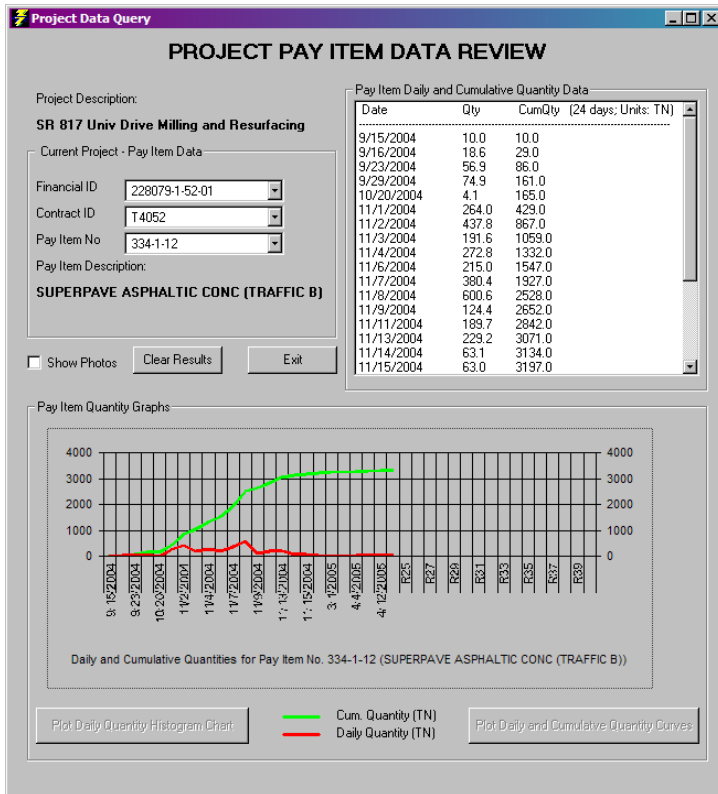 Project Data Query
PROJECT PAY ITEM DATA REVIEW
Project Description:
SR 817 Univ Drive Milling and Resurfacing
Current Project - Pay Item Data
Financial ID 228079-1-52-01
Contract ID T4052
Pay Item No 334-1-12
Pay Item Description:
SUPERPAVE ASPHALTIC CONC (TRAFFIC B)
Show Photos Clear Results Exit
Pay Item Daily and Cumulative Quantity Data
Date Qty CumQty (24 days; Units: TN)
9/15/2004 10.0 10.0
9/16/2004 18.6 29.0
9/23/2004 56.9 86.0
9/29/2004 74.9 161.0
10/20/2004 4.1 165.0
11/1/2004 264.0 429.0
11/2/2004 437.8 867.0
11/3/2004 191.6 1059.0
11/4/2004 272.8 1332.0
11/6/2004 215.0 1547.0
11/7/2004 380.4 1927.0
11/8/2004 600.6 2528.0
11/9/2004 124.4 2652.0
11/11/2004 189.7 2842.0
11/13/2004 229.2 3071.0
11/14/2004 63.1 3134.0
11/15/2004 63.0 3197.0
Pay Item Quantity Graphs
4000 4000
3000 3000
2000 2000
1000 1000
0 0
9/15/2004 9/23/2004 10/20/2004 11/2/2004 11/4/2004 11/7/2004 11/9/2004 11/13/2004 11/15/2004 3/1/2005 4/4/2005 4/12/2005 R25 R27 R29 R31 R33 R35 R37 R39
Daily and Cumulative Quantities for Pay Item No. 334-1-12 (SUPERPAVE ASPHALTIC CONC (TRAFFIC B))
Plot Daily Quantity Histogram Chart
Cum. Quantity (TN)
Daily Quantity (TN)
Plot Daily and Cumulatve Quantity Curves